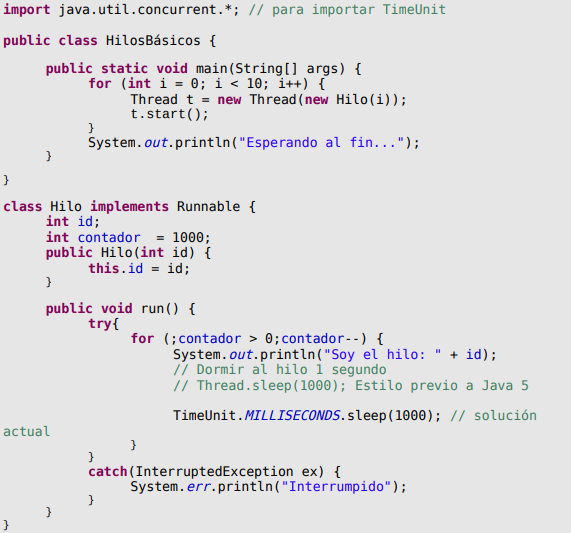 import java.util.concurrent.*; // para importar TimeUnit
public class HilosBásicos {
public static void main(String[] args) {
for (int i = 0; i < 10; i++) {
Thread t = new Thread(new Hilo(i));
t.start();
}
System.out.println("Esperando al fin...");
}
}
class Hilo implements Runnable {
int id;
int contador  = 1000;
public Hilo(int id) {
this.id = id;
}
public void run() {
try{
for (;contador > 0;contador--) {
System.out.println("Soy el hilo: " + id);
// Dormir al hilo 1 segundo
// Thread.sleep(1000); Estilo previo a Java 5
TimeUnit.MILLISECONDS.sleep(1000); // solución
actual
}
}
catch(InterruptedException ex) {
System.err.println("Interrumpido");
}
}
}